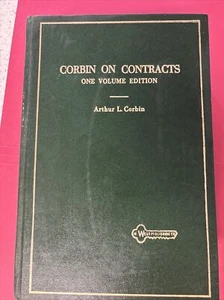 CORBIN ON CONTRACTS
ONE VOLUME EDITION
Arthur L. Corbin